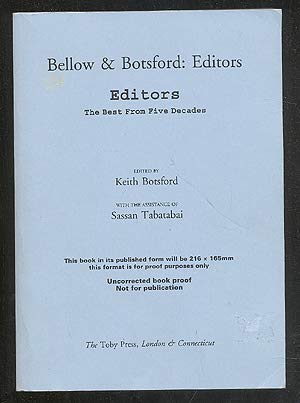 Bellow & Botsford: Editors
Editors
The Best From Five Decades
EDITED BY
Keith Botsford
WITH THE ASSISTANCE OF
Sassan Tabatabai
This book in its published form will be 216 × 165mm
this format is for proof purposes only
Uncorrected book proof
Not for publication
The Toby Press, London & Connecticut